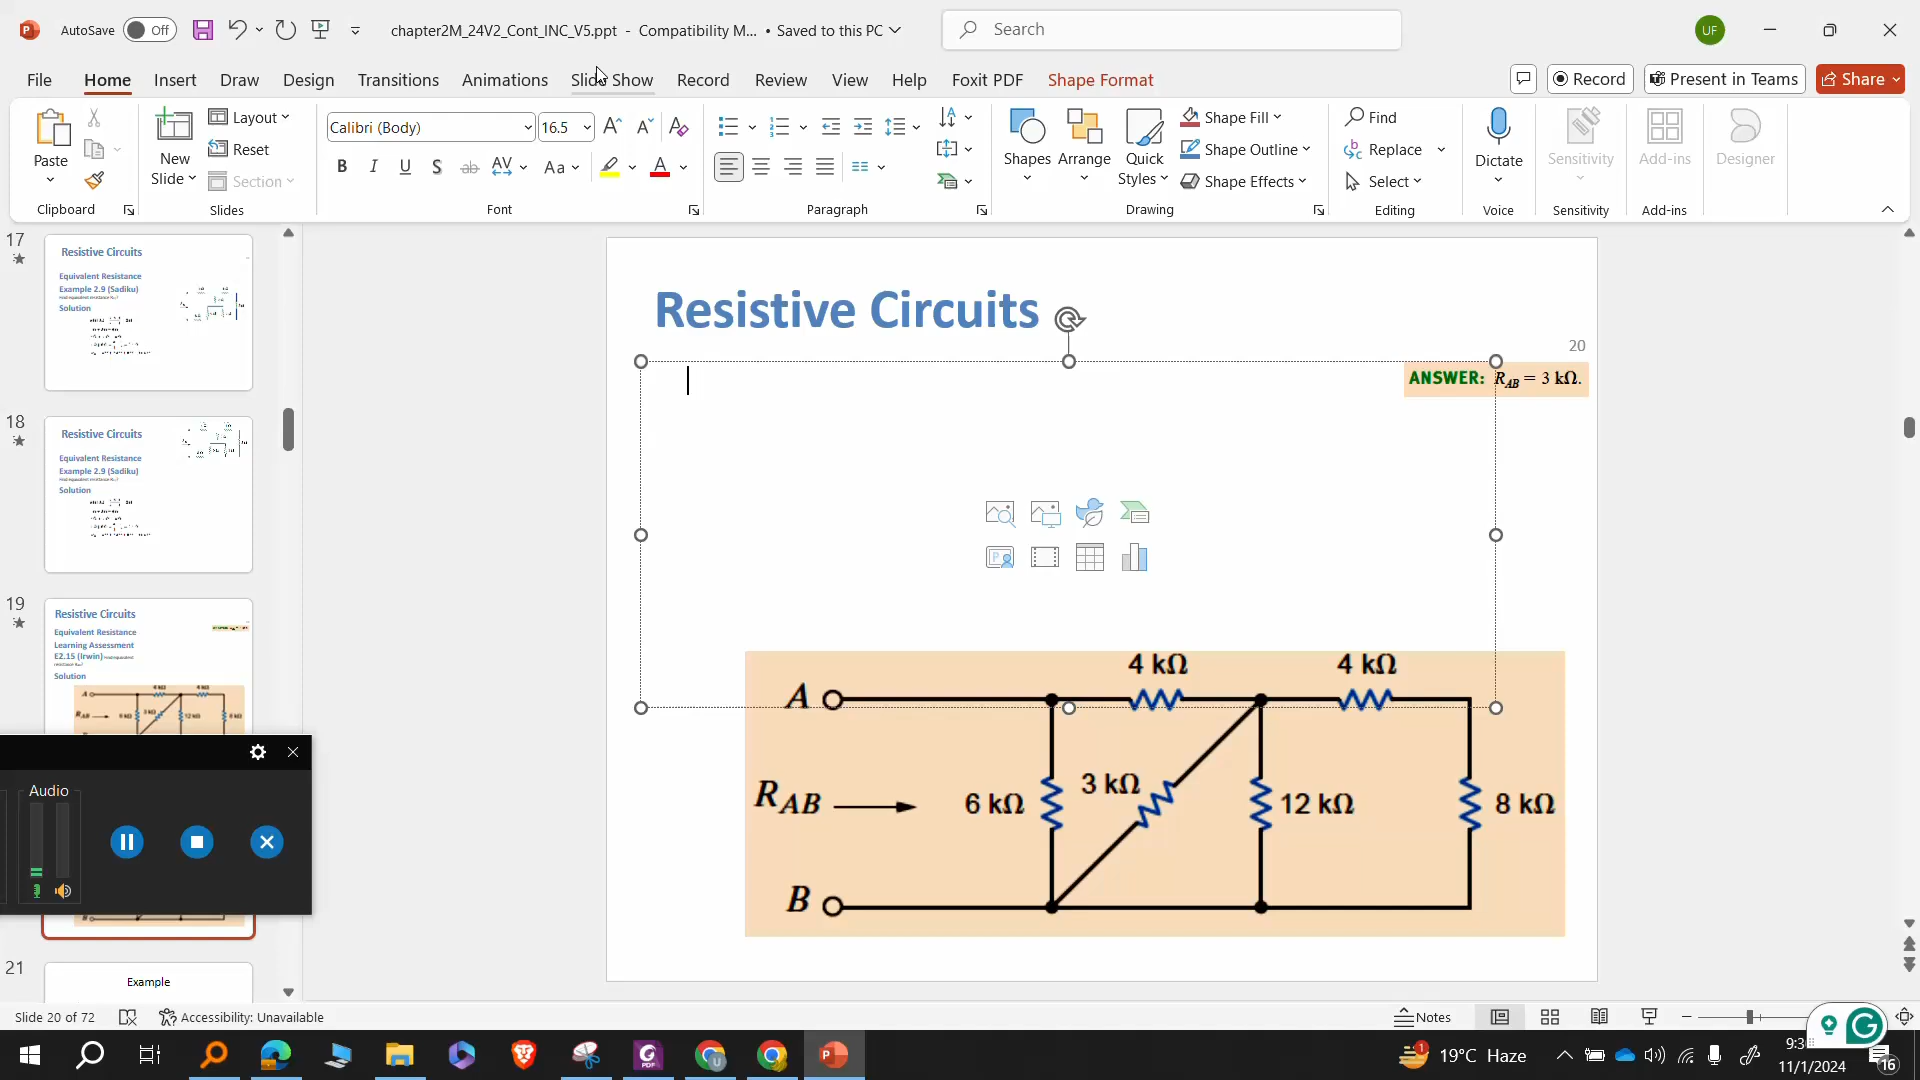 AutoSave Off chapter2M_24V2_Cont_INC_V5.ppt - Compatibility M... • Saved to this PC Search UF
File Home Insert Draw Design Transitions Animations Slide Show Record Review View Help Foxit PDF Shape Format Record Present in Teams Share
Paste
New Slide
Layout
Reset
Section
Calibri (Body) 16.5
Shapes Arrange Quick Styles
Shape Fill
Shape Outline
Shape Effects
Find
Replace
Select
Dictate Sensitivity Add-ins Designer
Clipboard Slides Font Paragraph Drawing Editing Voice Sensitivity Add-ins
17
Resistive Circuits
Equivalent Resistance
Example 2.9 (Sadiku)
Solution
18
Resistive Circuits
Equivalent Resistance
Example 2.9 (Sadiku)
Solution
19
Resistive Circuits
Equivalent Resistance
Learning Assessment
E2.15 (Irwin)
Solution
Audio
21
Example
Resistive Circuits
20
ANSWER: R_AB = 3 kΩ.
4 kΩ 4 kΩ
A
R_AB 6 kΩ 3 kΩ 12 kΩ 8 kΩ
B
Slide 20 of 72 Accessibility: Unavailable Notes
1 19°C Haze 9:3
11/1/2024 16